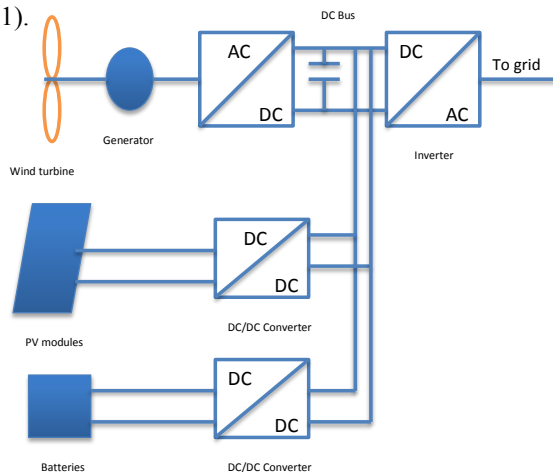 1).
DC Bus
AC
DC
DC
AC
To grid
Generator
Inverter
Wind turbine
DC
DC
DC/DC Converter
PV modules
DC
DC
Batteries
DC/DC Converter